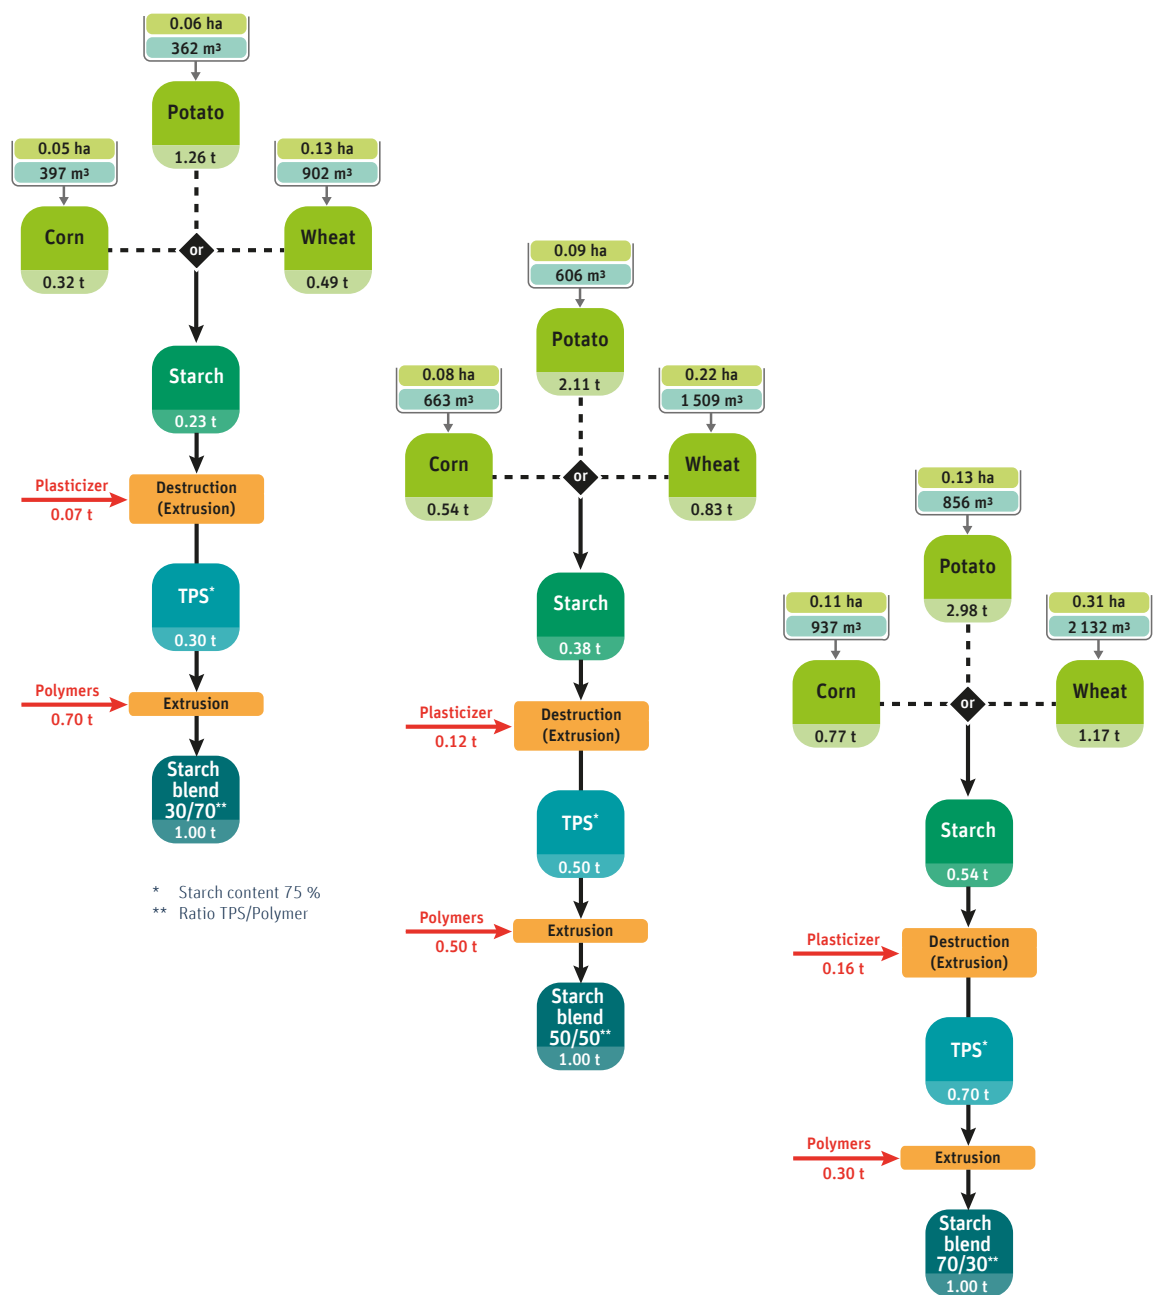 0.06 ha
362 m³
Potato
1.26 t
0.05 ha
397 m³
Corn
0.32 t
0.13 ha
902 m³
Wheat
0.49 t
or
Starch
0.23 t
Plasticizer
0.07 t
Destruction
(Extrusion)
TPS*
0.30 t
Polymers
0.70 t
Extrusion
Starch
blend
30/70**
1.00 t
* Starch content 75 %
** Ratio TPS/Polymer
0.09 ha
606 m³
Potato
2.11 t
0.08 ha
663 m³
Corn
0.54 t
0.22 ha
1 509 m³
Wheat
0.83 t
or
Starch
0.38 t
Plasticizer
0.12 t
Destruction
(Extrusion)
TPS*
0.50 t
Polymers
0.50 t
Extrusion
Starch
blend
50/50**
1.00 t
0.13 ha
856 m³
Potato
2.98 t
0.11 ha
937 m³
Corn
0.77 t
0.31 ha
2 132 m³
Wheat
1.17 t
or
Starch
0.54 t
Plasticizer
0.16 t
Destruction
(Extrusion)
TPS*
0.70 t
Polymers
0.30 t
Extrusion
Starch
blend
70/30**
1.00 t